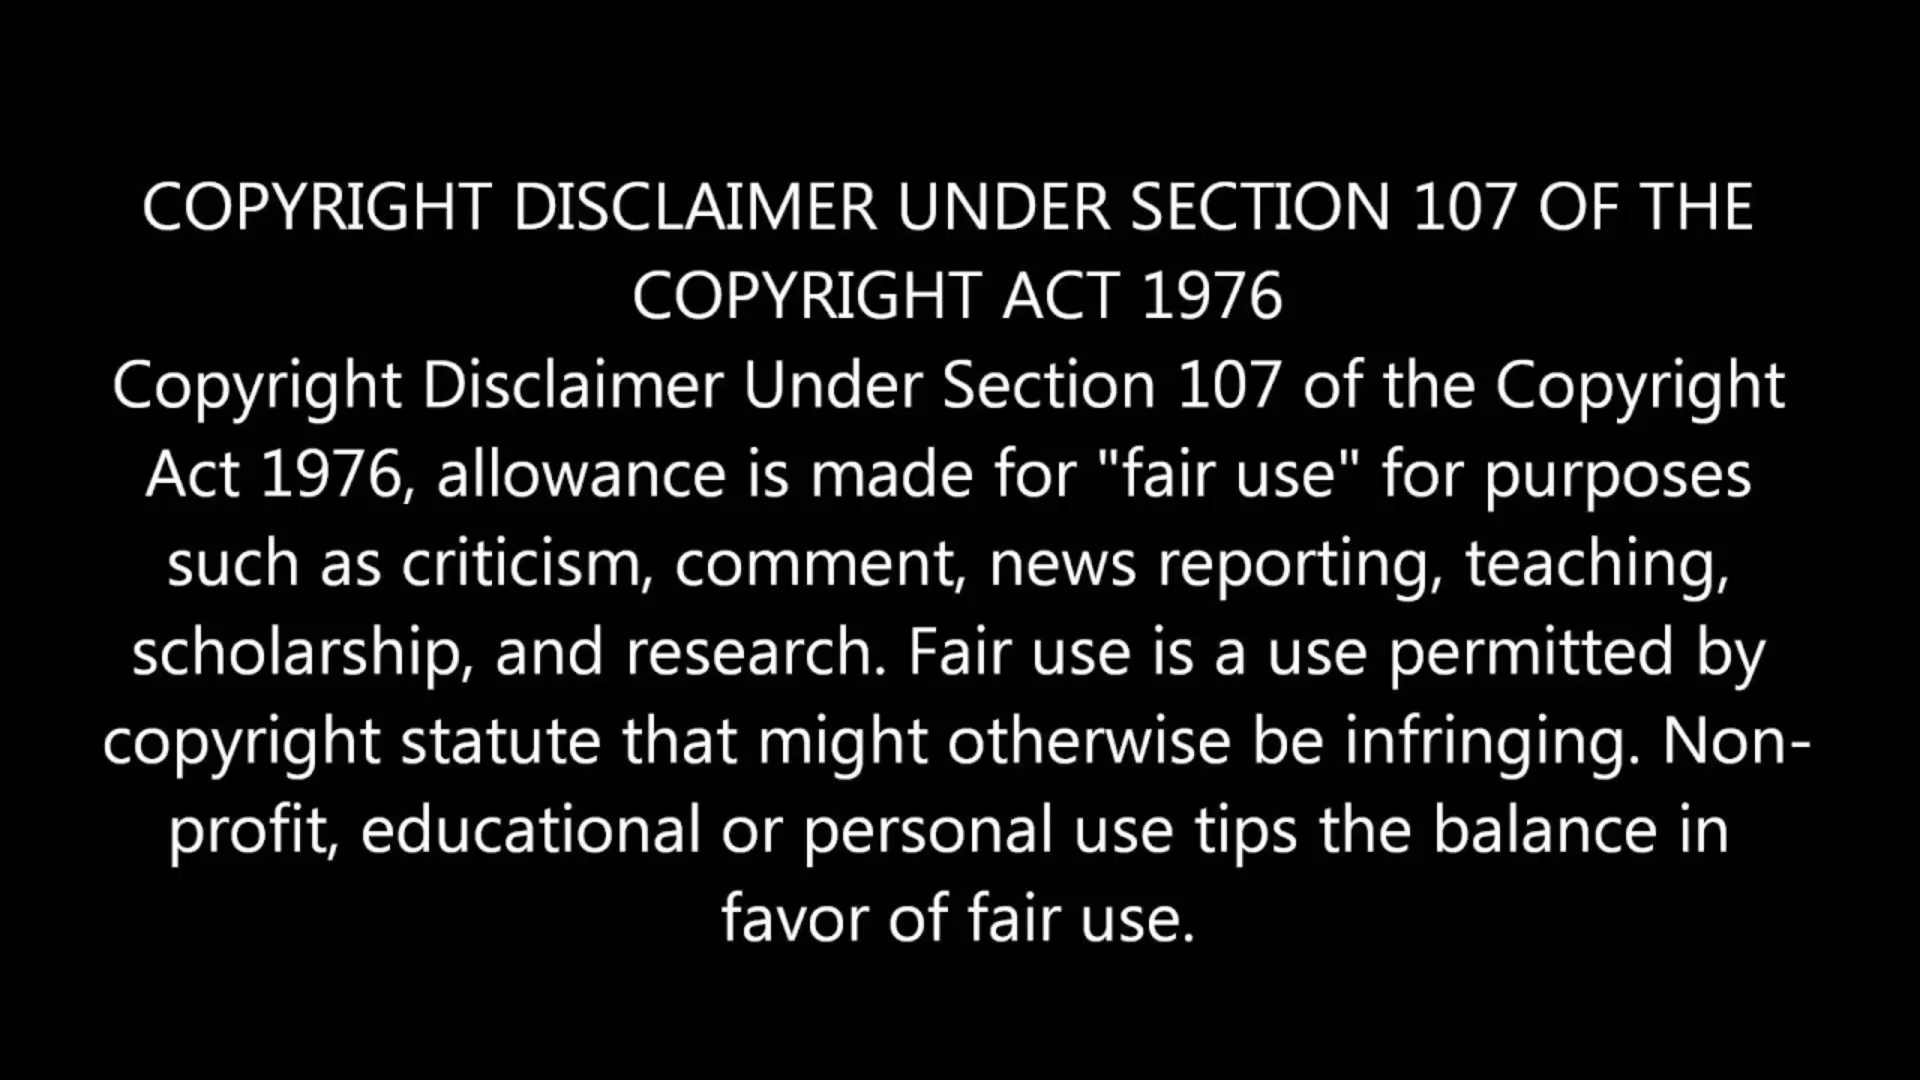 COPYRIGHT DISCLAIMER UNDER SECTION 107 OF THE
COPYRIGHT ACT 1976
Copyright Disclaimer Under Section 107 of the Copyright
Act 1976, allowance is made for "fair use" for purposes
such as criticism, comment, news reporting, teaching,
scholarship, and research. Fair use is a use permitted by
copyright statute that might otherwise be infringing. Non-
profit, educational or personal use tips the balance in
favor of fair use.